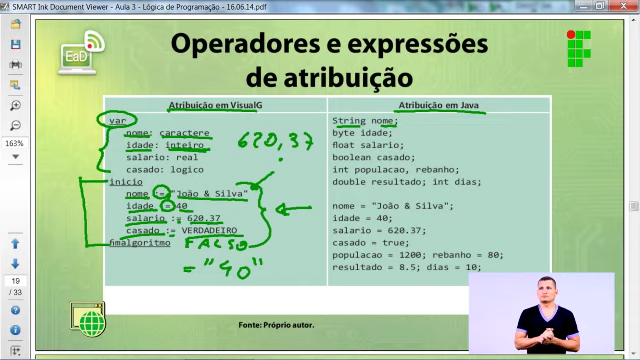 SMART Ink Document Viewer - Aula 3 - Lógica de Programação - 16.06.14.pdf
EaD
Operadores e expressões
de atribuição
163%
19
/ 33
Atribuição em VisualG
var
nome: caractere
idade: inteiro
salario: real
casado: logico
inicio
nome := "João & Silva"
idade := 40
salario := 620.37
casado := VERDADEIRO
fimalgoritmo
620,37
FALSO
= "40"
Atribuição em Java
String nome;
byte idade;
float salario;
boolean casado;
int populacao, rebanho;
double resultado; int dias;
nome = "João & Silva";
idade = 40;
salario = 620.37;
casado = true;
populacao = 1200; rebanho = 80;
resultado = 8.5; dias = 10;
Fonte: Próprio autor.